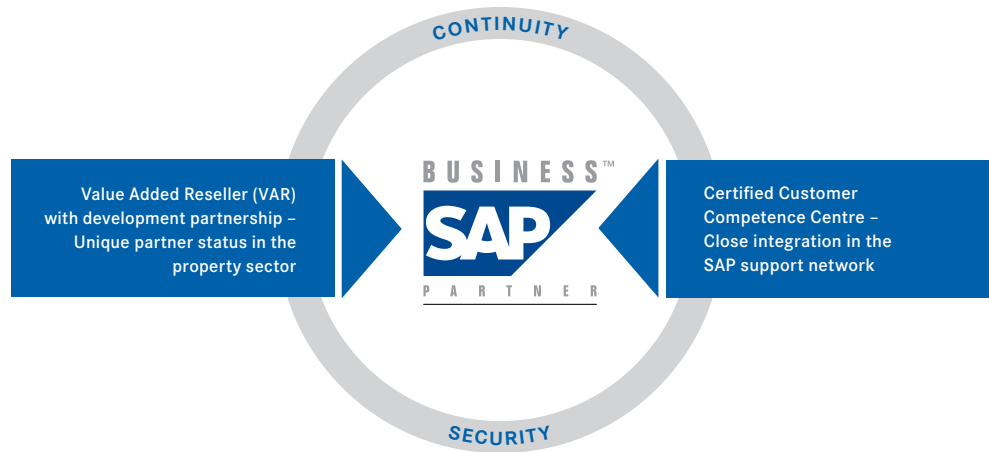 CONTINUITY
Value Added Reseller (VAR)
with development partnership –
Unique partner status in the
property sector
BUSINESS™
SAP
PARTNER
Certified Customer
Competence Centre –
Close integration in the
SAP support network
SECURITY